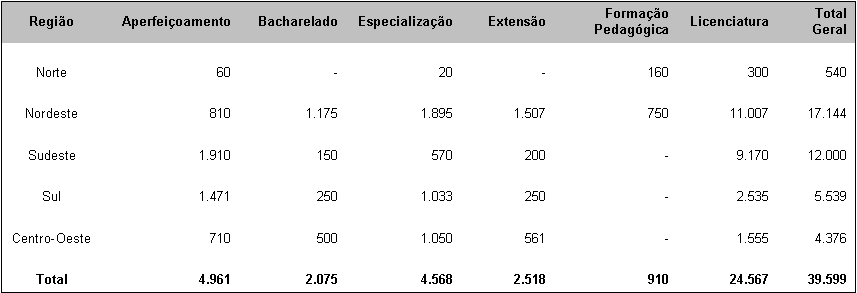 Região Aperfeiçoamento Bacharelado Especialização Extensão Formação Pedagógica Licenciatura Total Geral
Norte 60 - 20 - 160 300 540
Nordeste 810 1.175 1.895 1.507 750 11.007 17.144
Sudeste 1.910 150 570 200 - 9.170 12.000
Sul 1.471 250 1.033 250 - 2.535 5.539
Centro-Oeste 710 500 1.050 561 - 1.555 4.376
Total 4.961 2.075 4.568 2.518 910 24.567 39.599